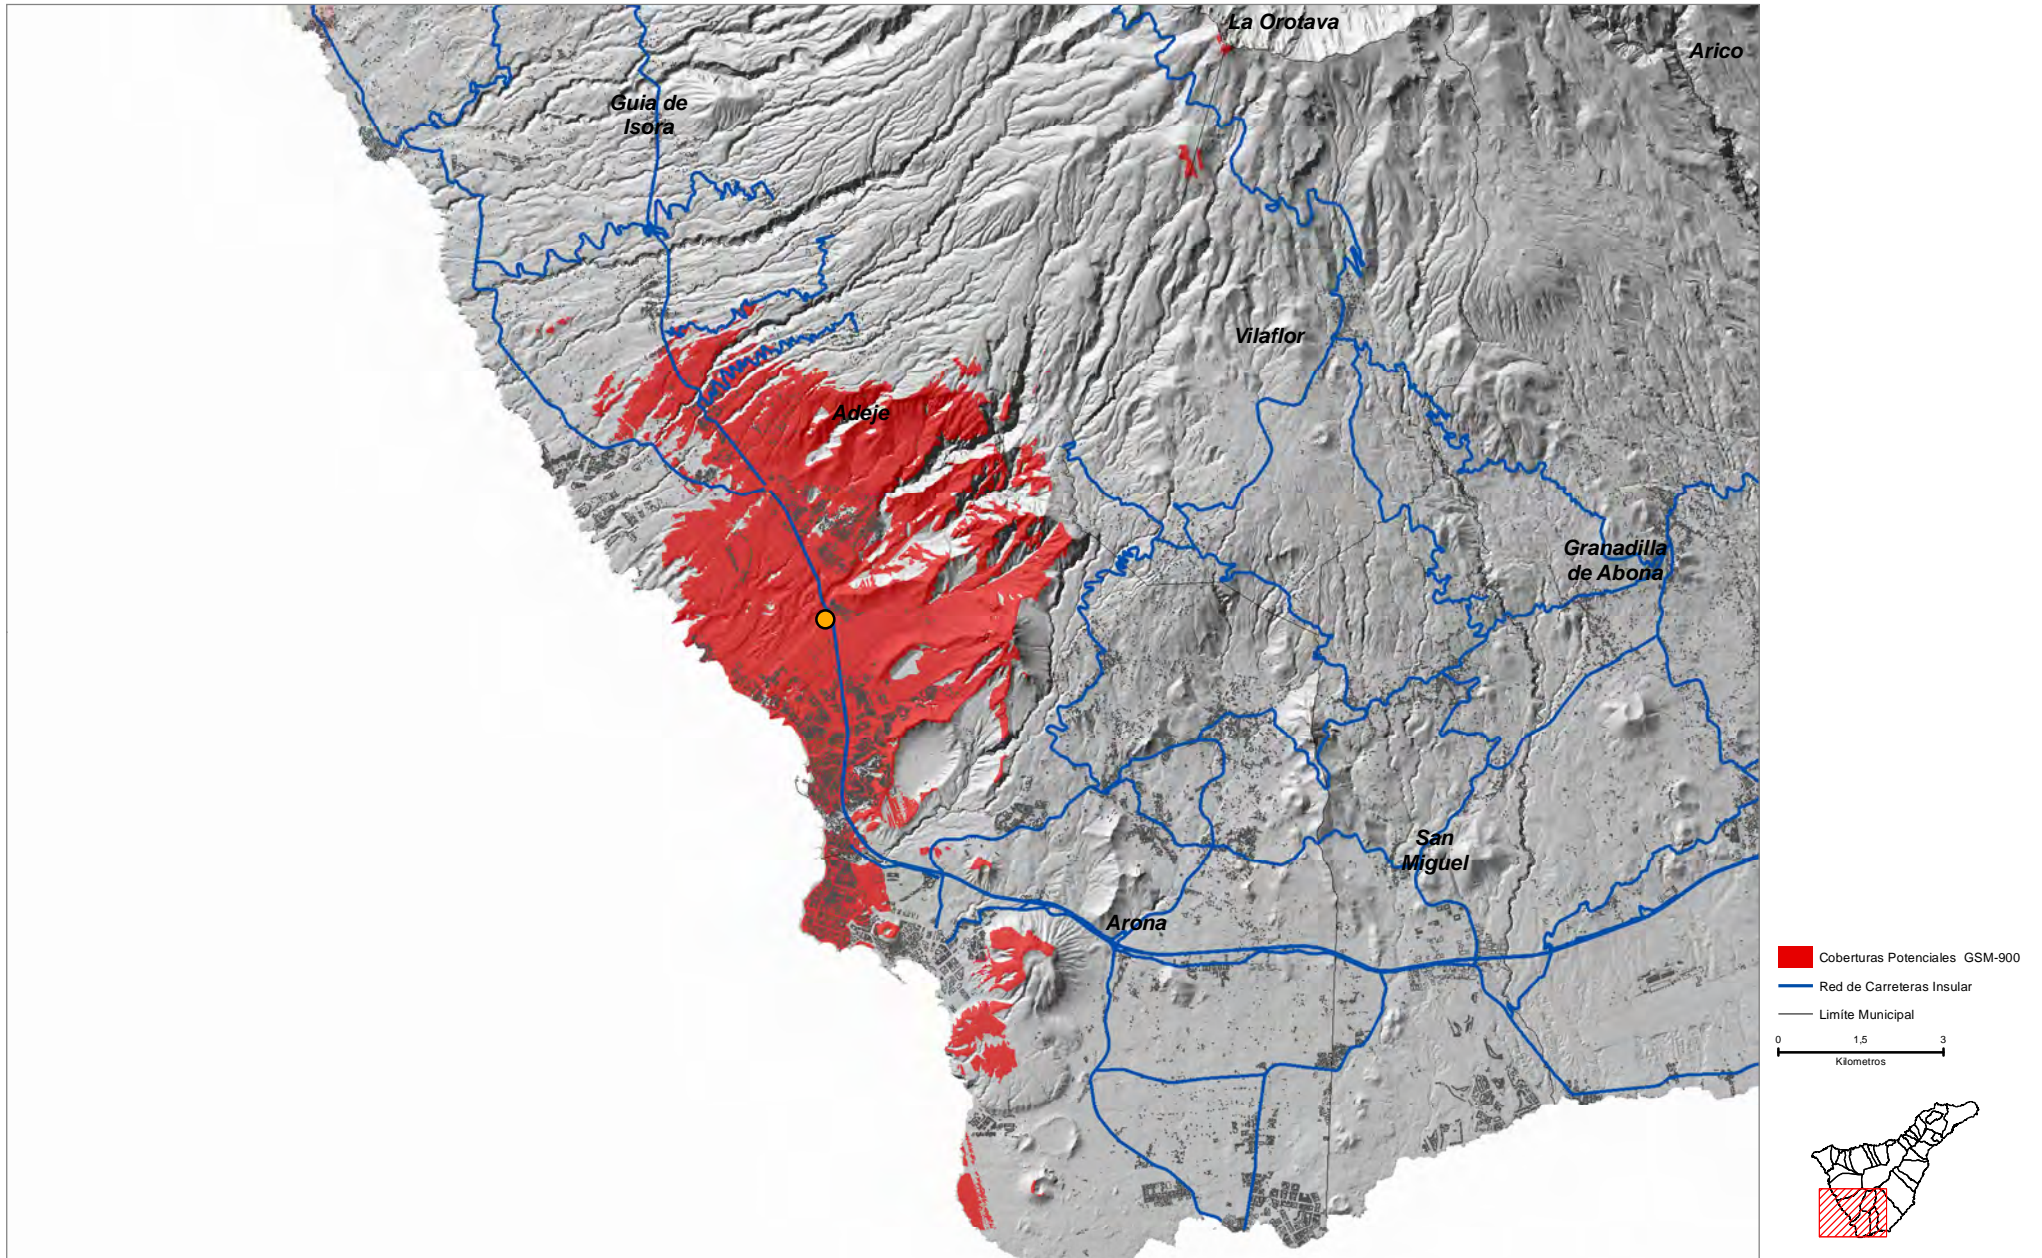 La Orotava
Arico
Guia de
Isora
Vilaflor
Adeje
Granadilla
de Abona
San
Miguel
Arona
Coberturas Potenciales GSM-900
Red de Carreteras Insular
Limíte Municipal
0 1,5 3
Kilometros